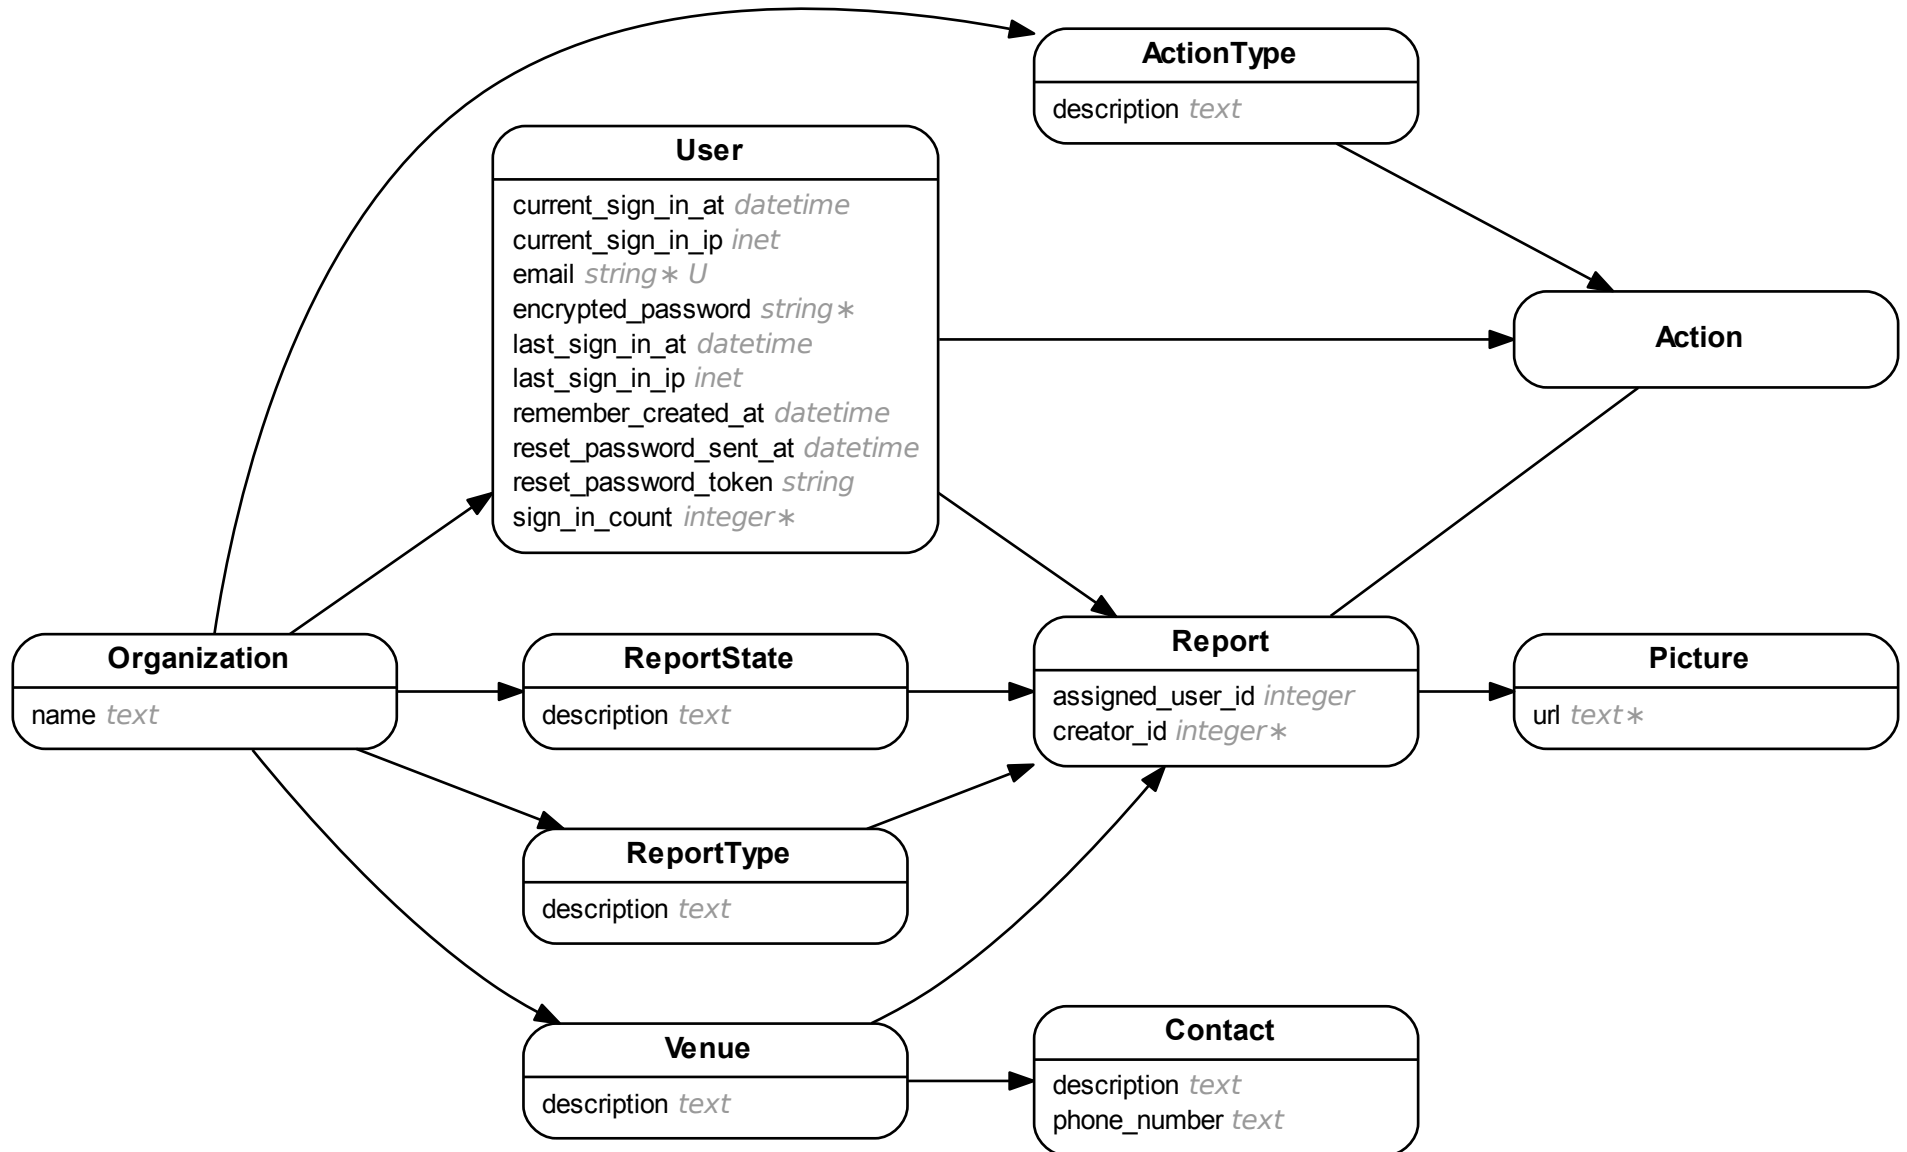 ActionType
description text
User
current_sign_in_at datetime
current_sign_in_ip inet
email string∗ U
encrypted_password string∗
last_sign_in_at datetime
last_sign_in_ip inet
remember_created_at datetime
reset_password_sent_at datetime
reset_password_token string
sign_in_count integer∗
Action
Organization
name text
ReportState
description text
Report
assigned_user_id integer
creator_id integer∗
Picture
url text∗
ReportType
description text
Venue
description text
Contact
description text
phone_number text